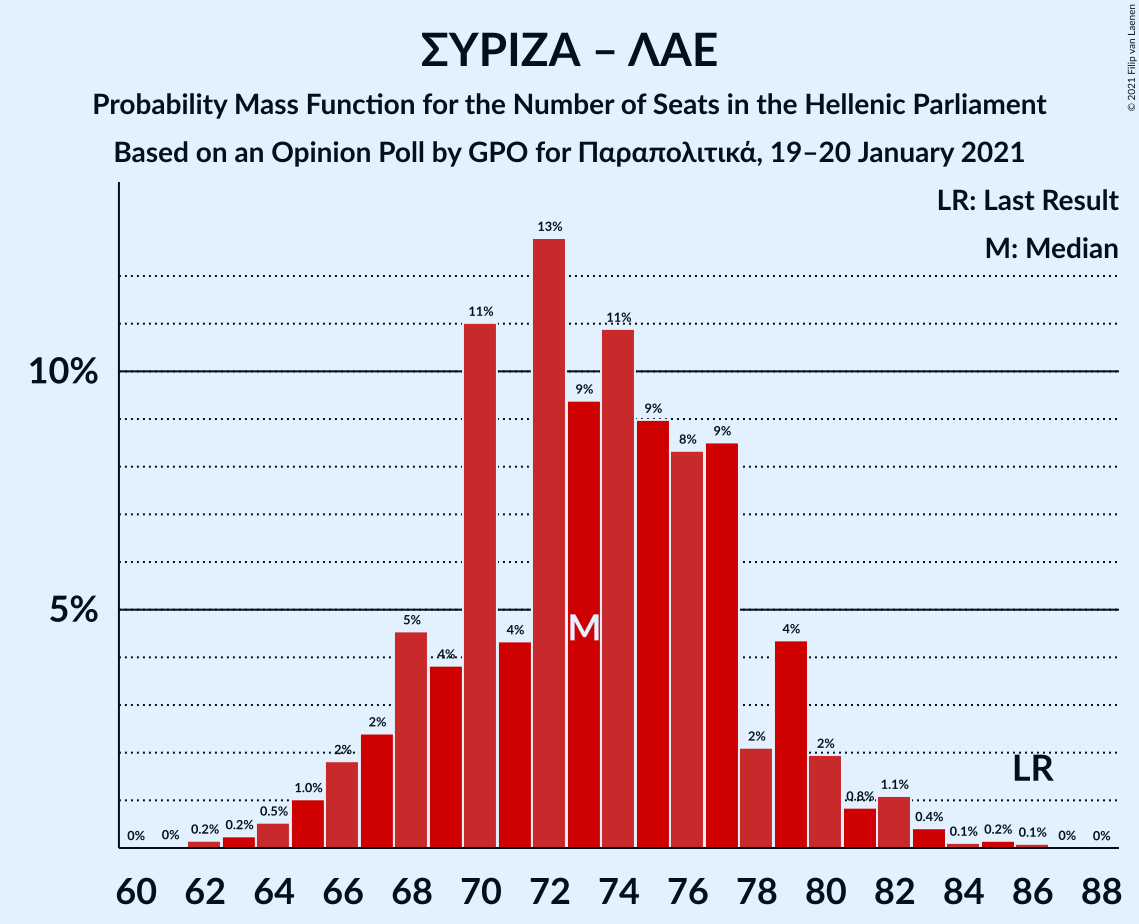 ΣΥΡΙΖΑ – ΛΑΕ
Probability Mass Function for the Number of Seats in the Hellenic Parliament
Based on an Opinion Poll by GPO for Παραπολιτικά, 19–20 January 2021
© 2021 Filip van Laenen
LR: Last Result
M: Median
10%
5%
0% 0% 0.2% 0.2% 0.5% 1.0% 2% 2% 5% 4% 11% 4% 13% 9% 11% 9% 8% 9% 2% 4% 2% 0.8% 1.1% 0.4% 0.1% 0.2% 0.1% 0% 0%
M
LR
60 62 64 66 68 70 72 74 76 78 80 82 84 86 88